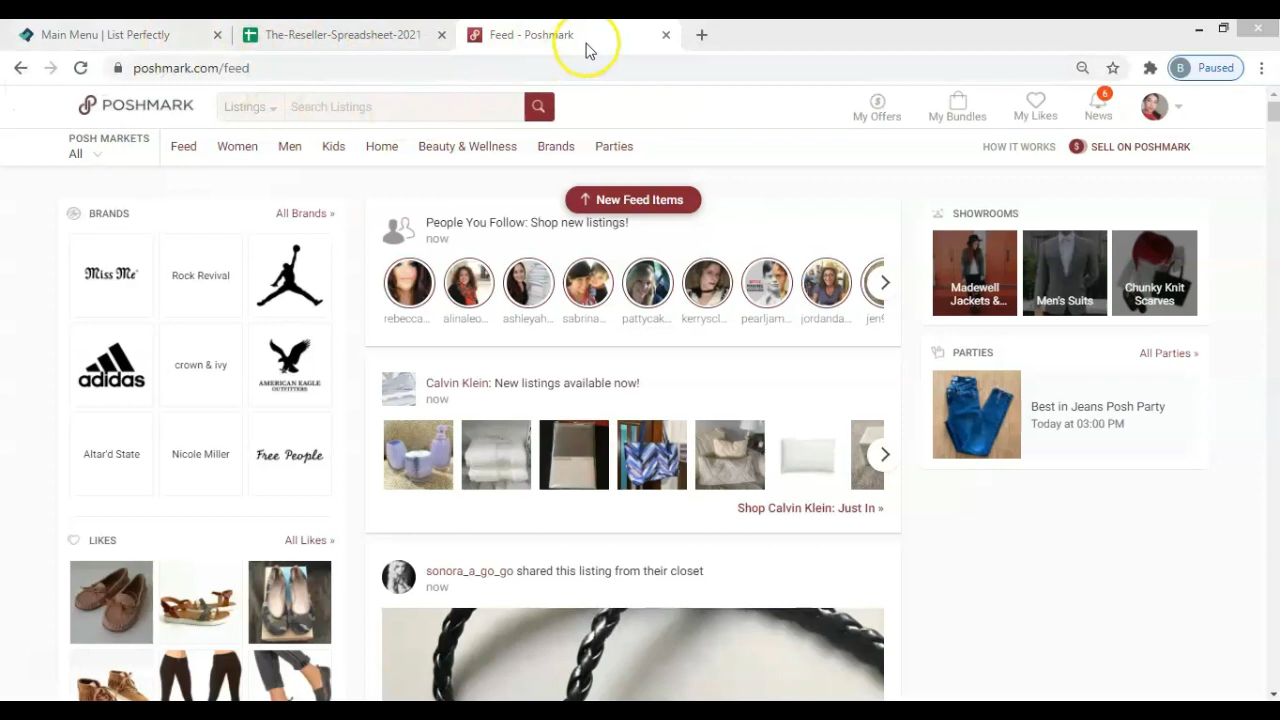 Main Menu | List Perfectly
The-Reseller-Spreadsheet-2021
Feed - Poshmark
poshmark.com/feed
B Paused
POSHMARK
Listings
Search Listings
My Offers
My Bundles
My Likes
6
News
POSH MARKETS
All
Feed
Women
Men
Kids
Home
Beauty & Wellness
Brands
Parties
HOW IT WORKS
$ SELL ON POSHMARK
New Feed Items
BRANDS
All Brands »
Miss Me
Rock Revival
adidas
crown & ivy
AMERICAN EAGLE
OUTFITTERS
Altar'd State
Nicole Miller
Free People
LIKES
All Likes »
People You Follow: Shop new listings!
now
rebecca...
alinaleo...
ashleyah...
sabrina...
pattycak...
kerryscl...
pearljam...
jordanda...
Calvin Klein: New listings available now!
now
Shop Calvin Klein: Just In »
sonora_a_go_go shared this listing from their closet
now
SHOWROOMS
Madewell
Jackets &...
Men's Suits
Chunky Knit
Scarves
PARTIES
All Parties »
Best in Jeans Posh Party
Today at 03:00 PM